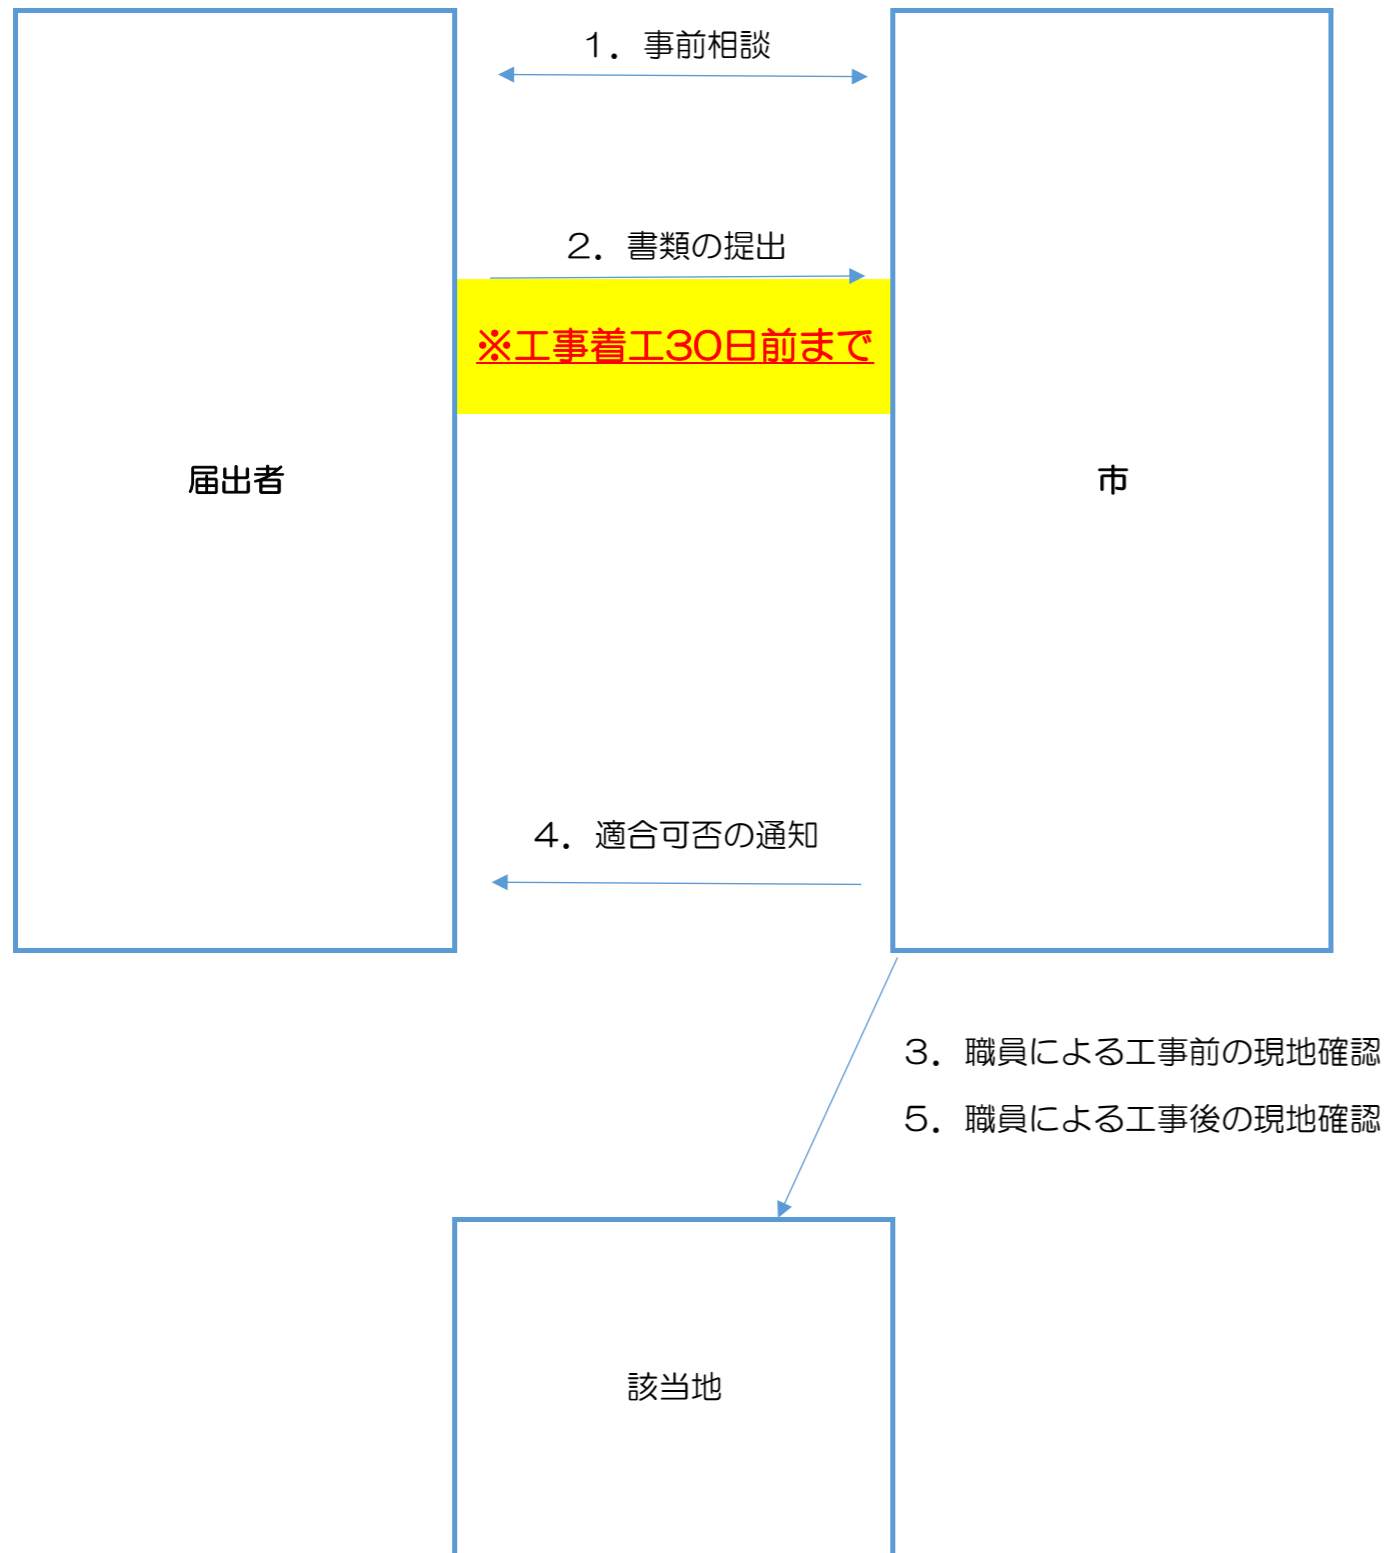 １．事前相談
２．書類の提出
※工事着工30日前まで
届出者
市
４．適合可否の通知
３．職員による工事前の現地確認
５．職員による工事後の現地確認
該当地